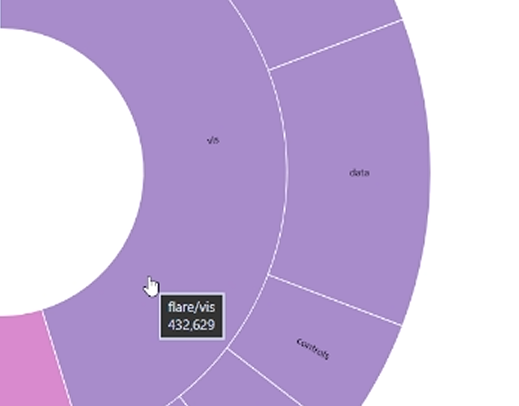 vis
data
flare/vis
432,629
controls